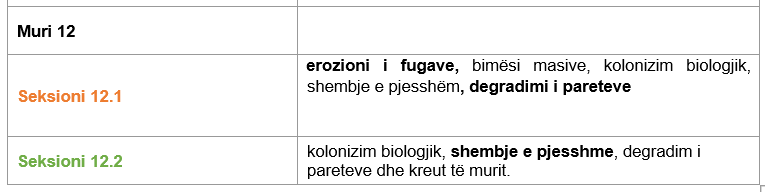 Muri 12
Seksioni 12.1
erozioni i fugave, bimësi masive, kolonizim biologjik,
shembje e pjesshëm, degradimi i pareteve
Seksioni 12.2
kolonizim biologjik, shembje e pjesshme, degradim i
pareteve dhe kreut të murit.